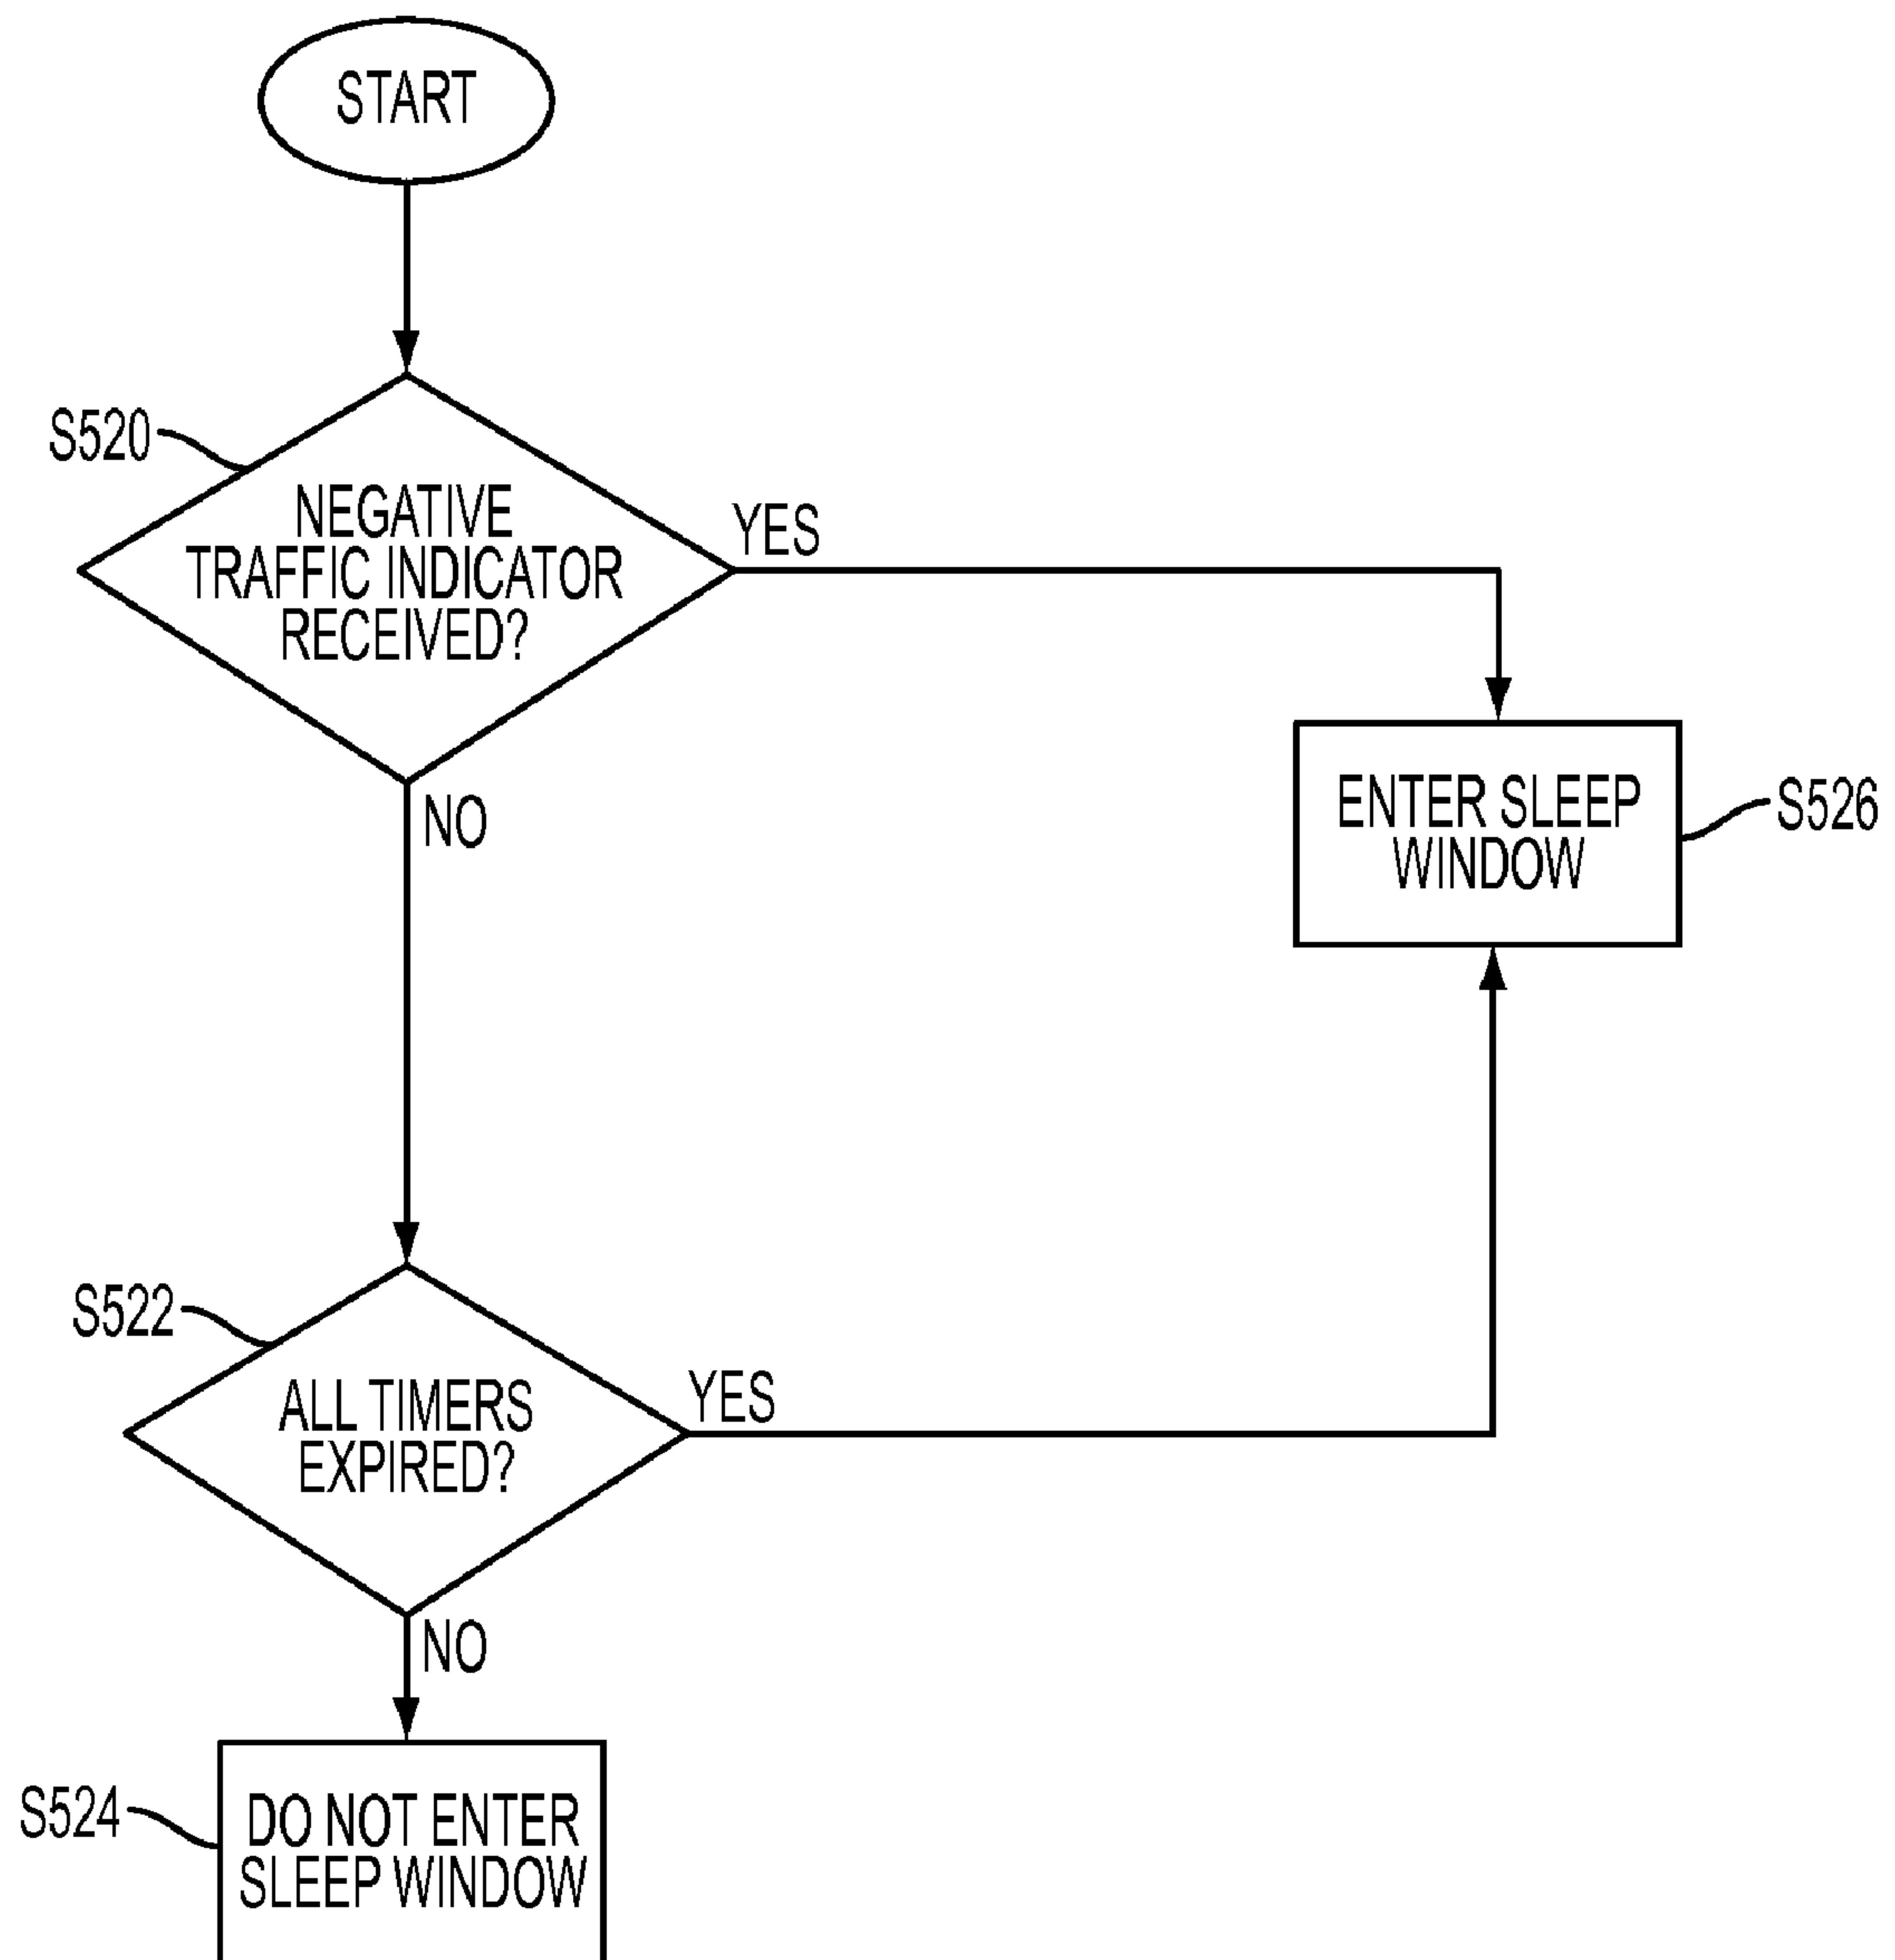 START
S520
NEGATIVE
TRAFFIC INDICATOR
RECEIVED?
YES
NO
ENTER SLEEP
WINDOW
S526
S522
ALL TIMERS
EXPIRED?
YES
NO
S524
DO NOT ENTER
SLEEP WINDOW